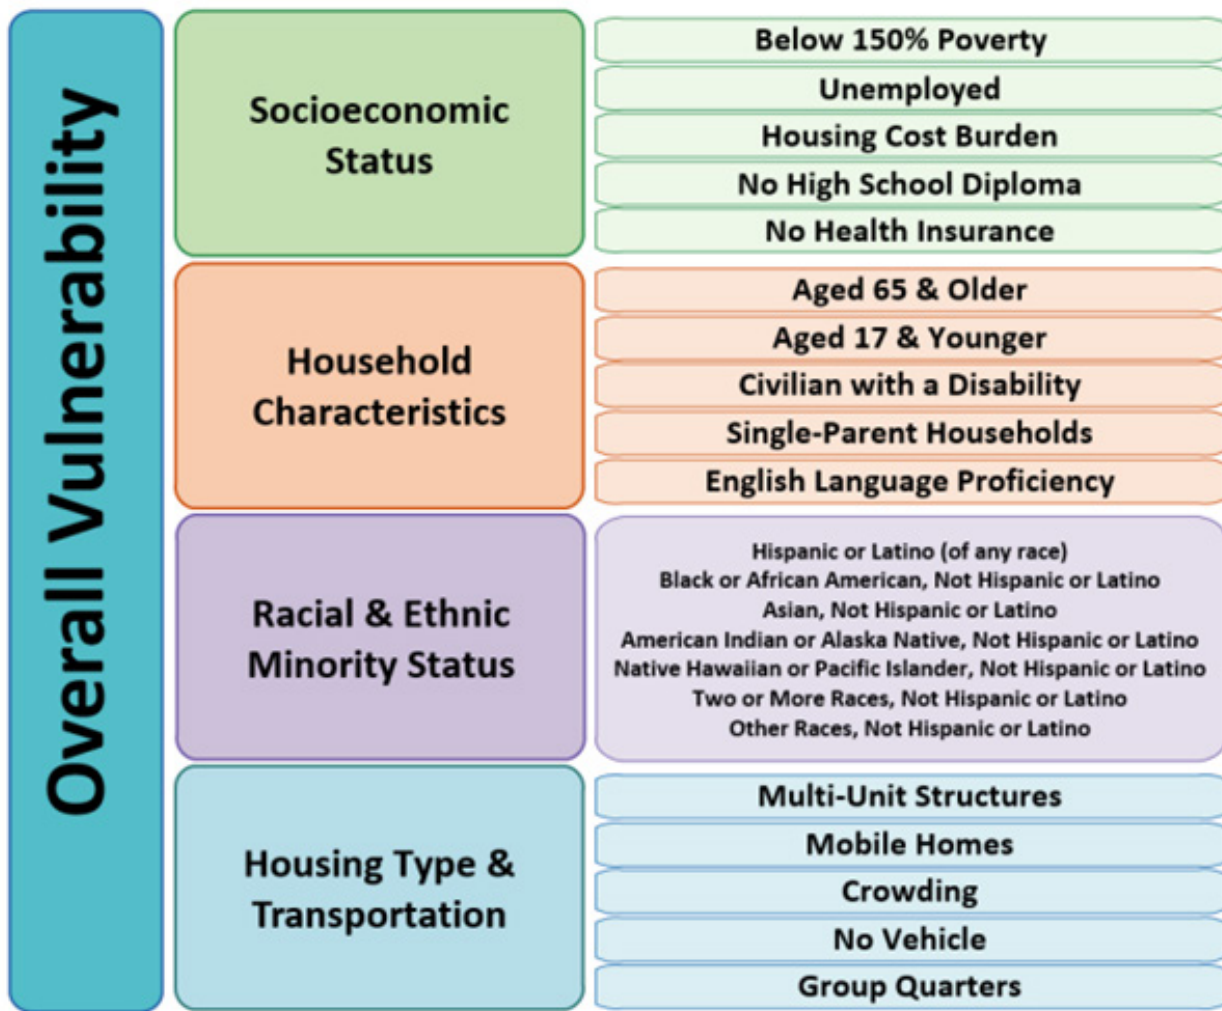 Overall Vulnerability
Socioeconomic
Status
Below 150% Poverty
Unemployed
Housing Cost Burden
No High School Diploma
No Health Insurance
Household
Characteristics
Aged 65 & Older
Aged 17 & Younger
Civilian with a Disability
Single-Parent Households
English Language Proficiency
Racial & Ethnic
Minority Status
Hispanic or Latino (of any race)
Black or African American, Not Hispanic or Latino
Asian, Not Hispanic or Latino
American Indian or Alaska Native, Not Hispanic or Latino
Native Hawaiian or Pacific Islander, Not Hispanic or Latino
Two or More Races, Not Hispanic or Latino
Other Races, Not Hispanic or Latino
Housing Type &
Transportation
Multi-Unit Structures
Mobile Homes
Crowding
No Vehicle
Group Quarters